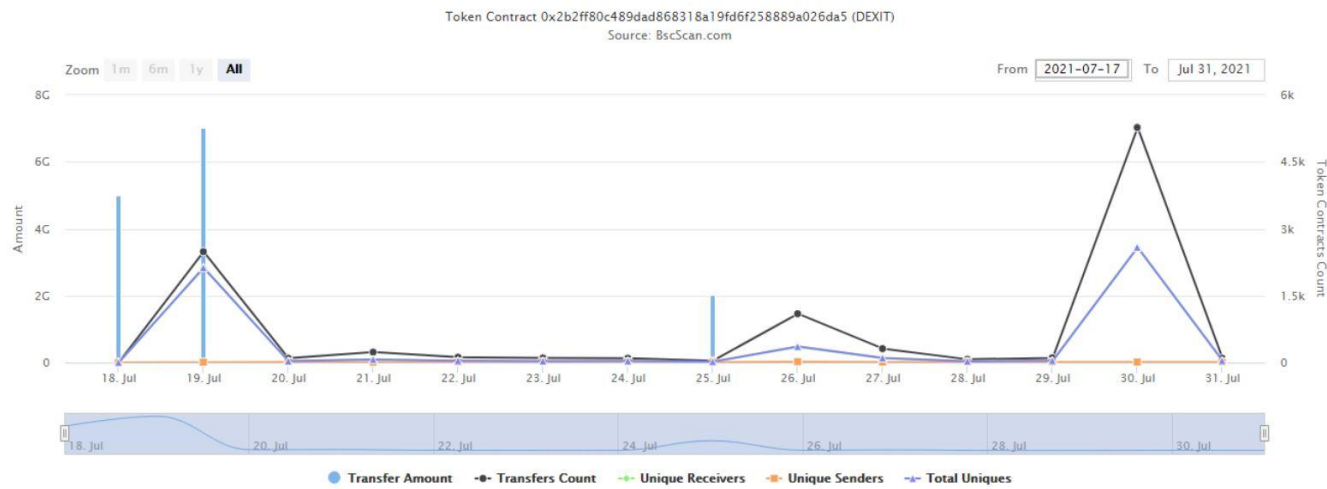 Token Contract 0x2b2ff80c489dad868318a19fd6f258889a026da5 (DEXIT)
Source: BscScan.com
Zoom 1m 6m 1y All
From 2021-07-17 To Jul 31, 2021
8G
6G
4G
2G
0
Amount
6k
4.5k
3k
1.5k
0
Token Contracts Count
18. Jul 19. Jul 20. Jul 21. Jul 22. Jul 23. Jul 24. Jul 25. Jul 26. Jul 27. Jul 28. Jul 29. Jul 30. Jul 31. Jul
18. Jul 20. Jul 22. Jul 24. Jul 26. Jul 28. Jul 30. Jul
Transfer Amount Transfers Count Unique Receivers Unique Senders Total Uniques